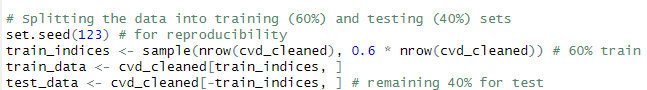 # Splitting the data into training (60%) and testing (40%) sets
set.seed(123) # for reproducibility
train_indices <- sample(nrow(cvd_cleaned), 0.6 * nrow(cvd_cleaned)) # 60% train
train_data <- cvd_cleaned[train_indices, ]
test_data <- cvd_cleaned[-train_indices, ] # remaining 40% for test